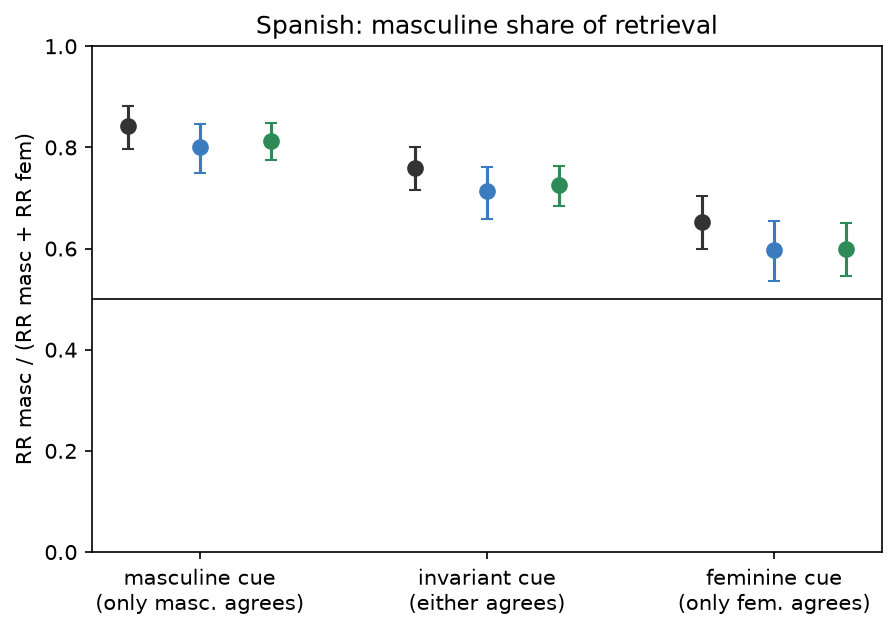 Spanish: masculine share of retrieval
RR masc / (RR masc + RR fem)
1.0
0.8
0.6
0.4
0.2
0.0
masculine cue
(only masc. agrees)
invariant cue
(either agrees)
feminine cue
(only fem. agrees)